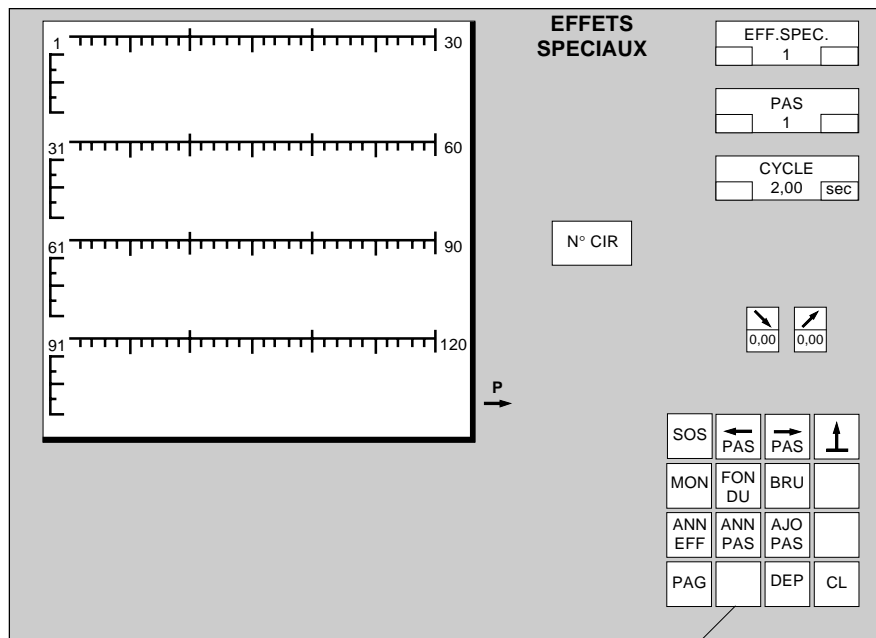 EFFETS
SPECIAUX
1
30
31
60
61
90
91
120
P
EFF.SPEC.
1
PAS
1
CYCLE
2,00 sec
N° CIR
0,00 0,00
SOS PAS PAS
MON FON DU BRU
ANN EFF ANN PAS AJO PAS
PAG DEP CL